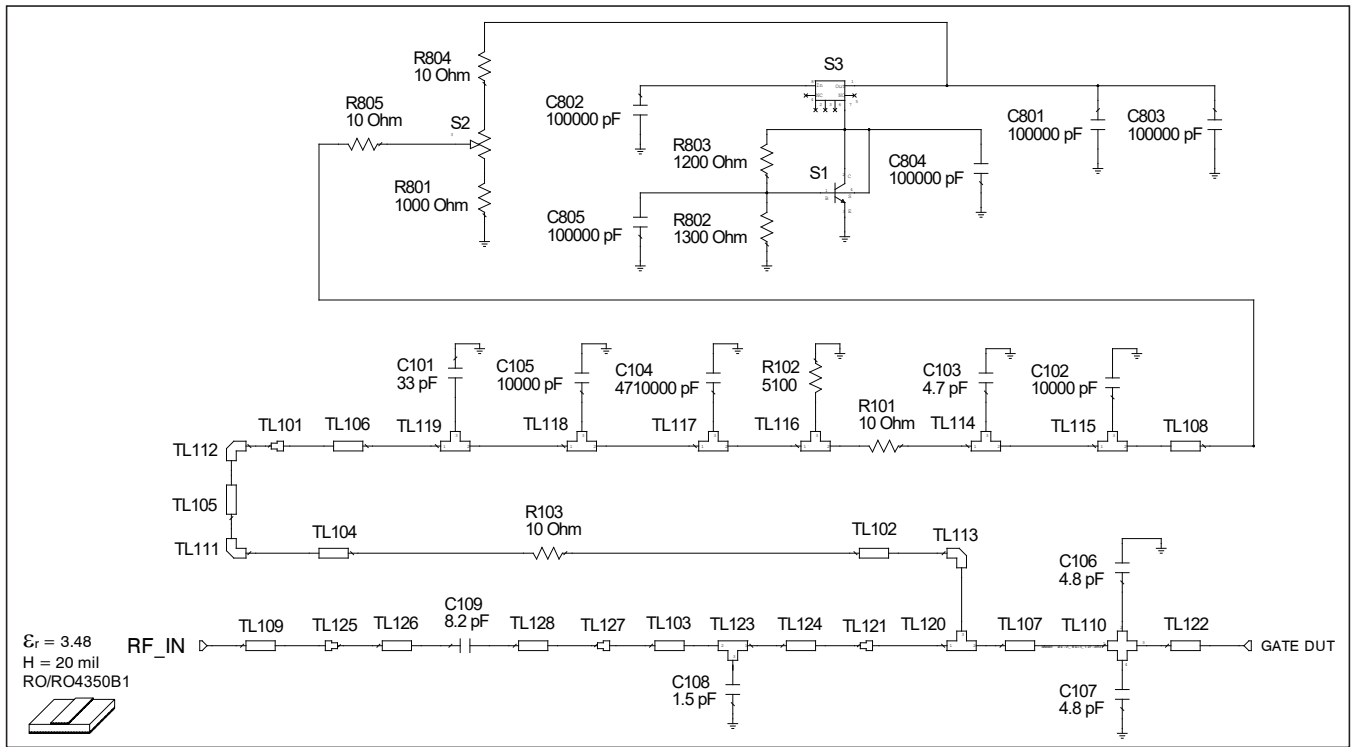 R804
10 Ohm
S3
In
Out
R805
10 Ohm
C802
100000 pF
S2
C801
100000 pF
C803
100000 pF
R803
1200 Ohm
C804
100000 pF
R801
1000 Ohm
S1
C805
100000 pF
R802
1300 Ohm
C101
33 pF
C105
10000 pF
C104
4710000 pF
R102
5100
C103
4.7 pF
C102
10000 pF
R101
10 Ohm
TL101
TL106
TL119
TL118
TL117
TL116
TL114
TL115
TL108
TL112
TL105
R103
10 Ohm
TL111
TL104
TL102
TL113
C106
4.8 pF
C109
8.2 pF
εr = 3.48
H = 20 mil
RO/RO4350B1
RF_IN
TL109
TL125
TL126
TL128
TL127
TL103
TL123
TL124
TL121
TL120
TL107
TL110
TL122
GATE DUT
C108
1.5 pF
C107
4.8 pF